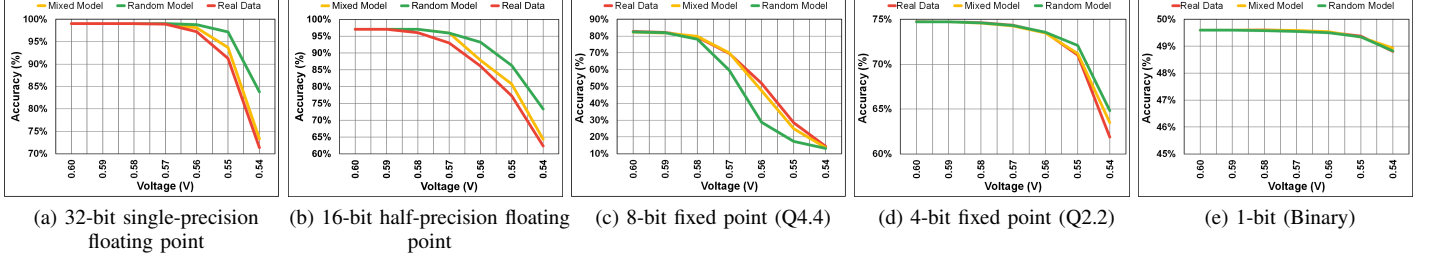 Mixed Model Random Model Real Data
100%
95%
90%
85%
80%
75%
70%
Accuracy (%)
0.60 0.59 0.58 0.57 0.56 0.55 0.54
Voltage (V)
(a) 32-bit single-precision
floating point
Mixed Model Random Model Real Data
100%
95%
90%
85%
80%
75%
70%
65%
60%
Accuracy (%)
0.60 0.59 0.58 0.57 0.56 0.55 0.54
Voltage (V)
(b) 16-bit half-precision floating
point
Real Data Mixed Model Random Model
90%
80%
70%
60%
50%
40%
30%
20%
10%
Accuracy (%)
0.60 0.59 0.58 0.57 0.56 0.55 0.54
Voltage (V)
(c) 8-bit fixed point (Q4.4)
Real Data Mixed Model Random Model
75%
70%
65%
60%
Accuracy (%)
0.60 0.59 0.58 0.57 0.56 0.55 0.54
Voltage (V)
(d) 4-bit fixed point (Q2.2)
Real Data Mixed Model Random Model
50%
49%
48%
47%
46%
45%
Accuracy (%)
0.60 0.59 0.58 0.57 0.56 0.55 0.54
Voltage (V)
(e) 1-bit (Binary)